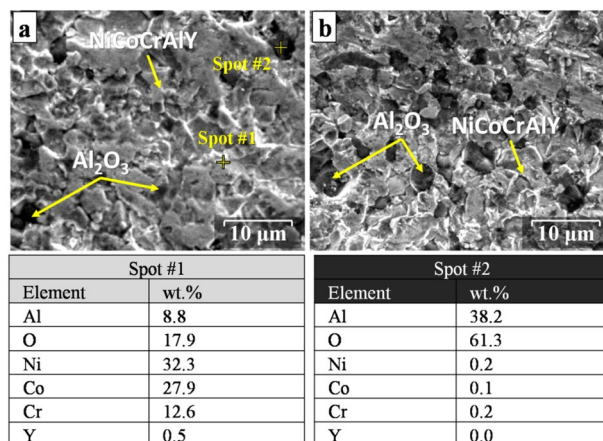 a
NiCoCrAlY
Spot #2
Spot #1
Al2O3
10 µm
b
Al2O3
NiCoCrAlY
10 µm
Spot #1
Element wt.%
Al 8.8
O 17.9
Ni 32.3
Co 27.9
Cr 12.6
Y 0.5
Spot #2
Element wt.%
Al 38.2
O 61.3
Ni 0.2
Co 0.1
Cr 0.2
Y 0.0